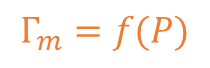 Γₘ = f(P)